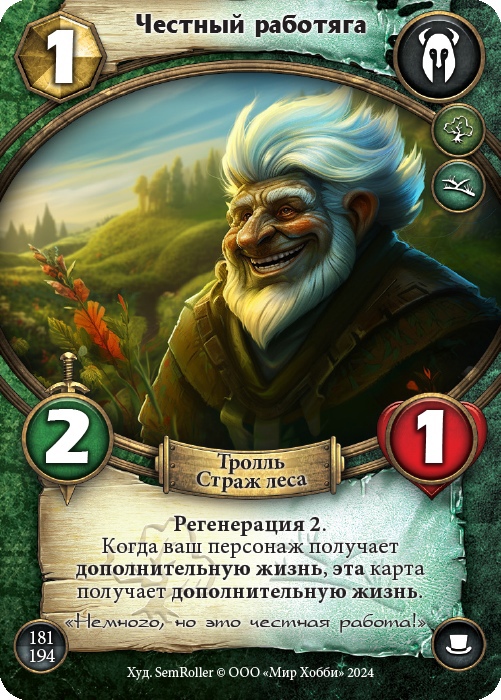 Честный работяга
1
2
1
Тролль
Страж леса
Регенерация 2.
Когда ваш персонаж получает
дополнительную жизнь, эта карта
получает дополнительную жизнь.
«Немного, но это честная работа!»
181
194
Худ. SemRoller © ООО «Мир Хобби» 2024